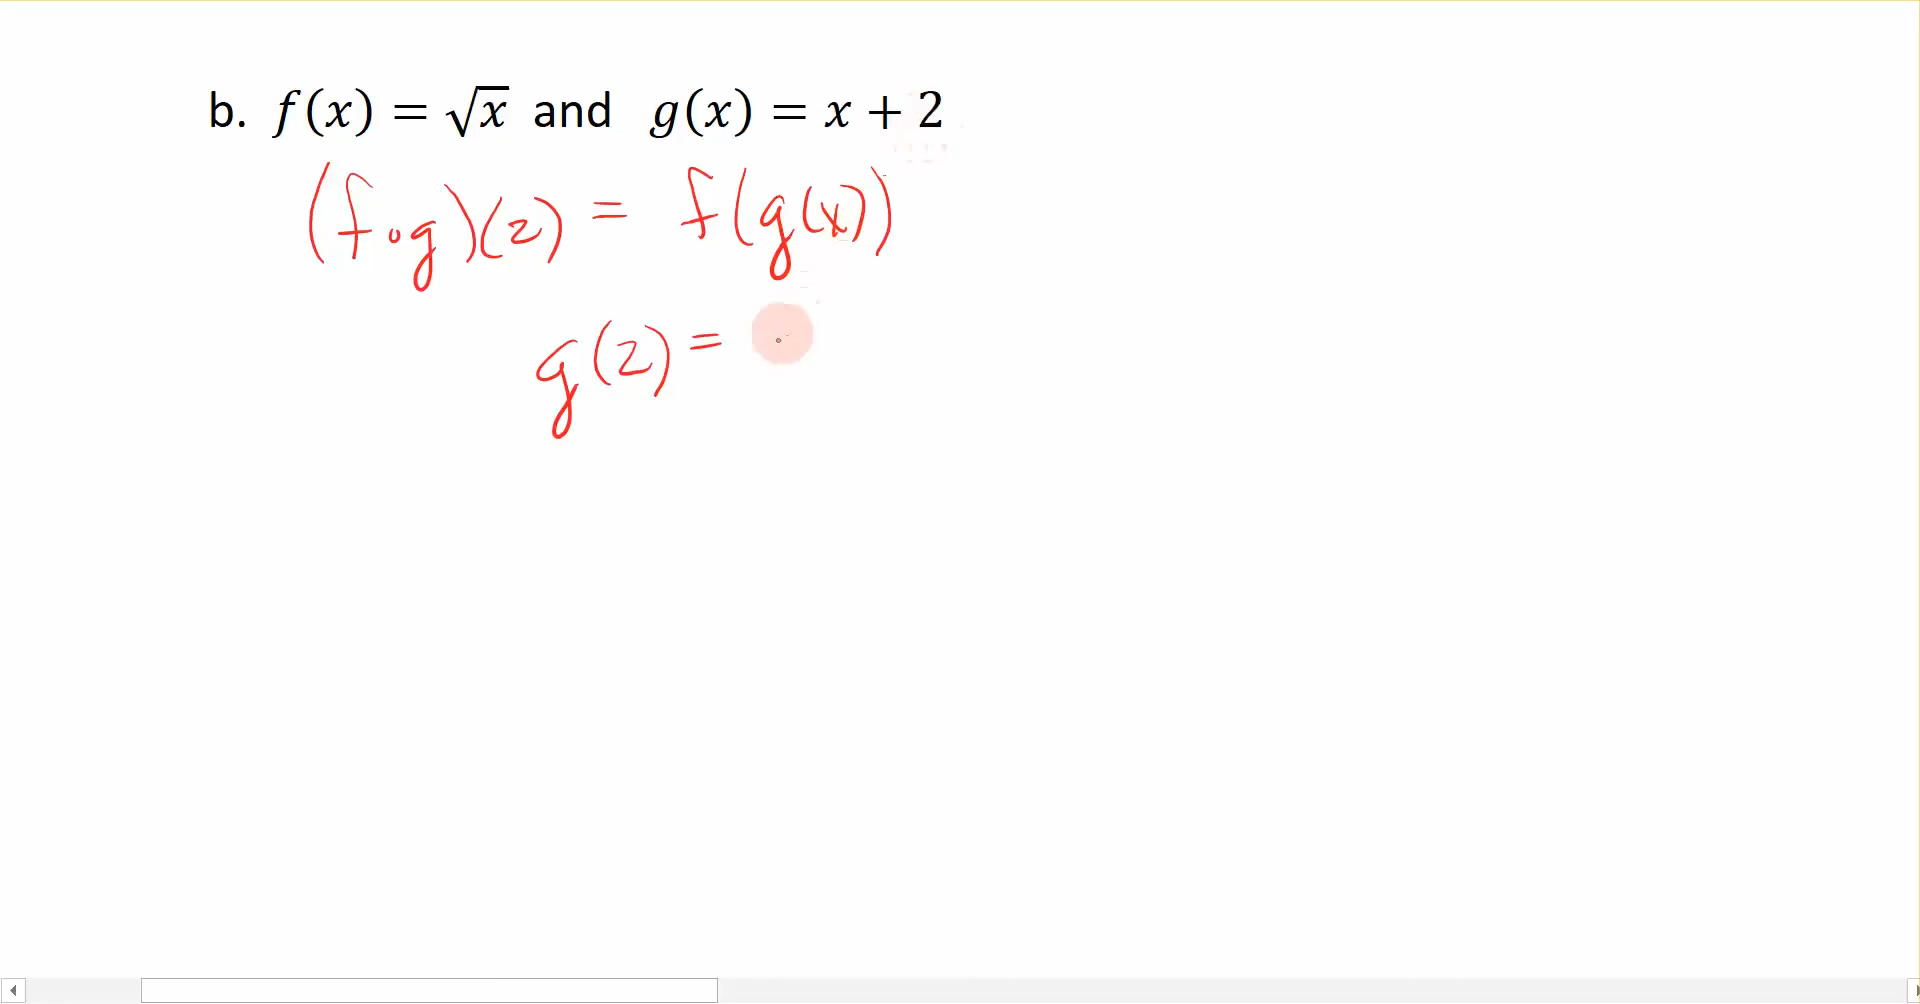 b. f(x) = √x and g(x) = x + 2
(f∘g)(2) = f(g(x))
g(2) =